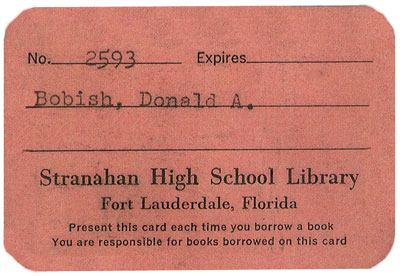 No. 2593 Expires
Bobish, Donald A.
Stranahan High School Library
Fort Lauderdale, Florida
Present this card each time you borrow a book
You are responsible for books borrowed on this card